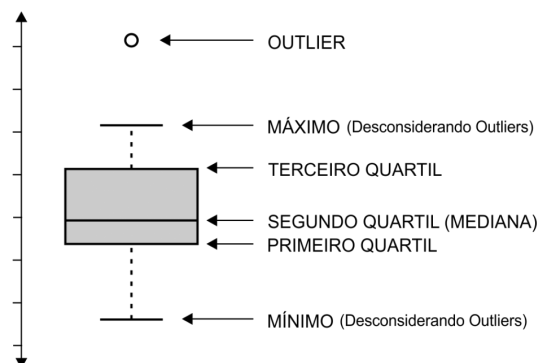 OUTLIER
MÁXIMO (Desconsiderando Outliers)
TERCEIRO QUARTIL
SEGUNDO QUARTIL (MEDIANA)
PRIMEIRO QUARTIL
MÍNIMO (Desconsiderando Outliers)